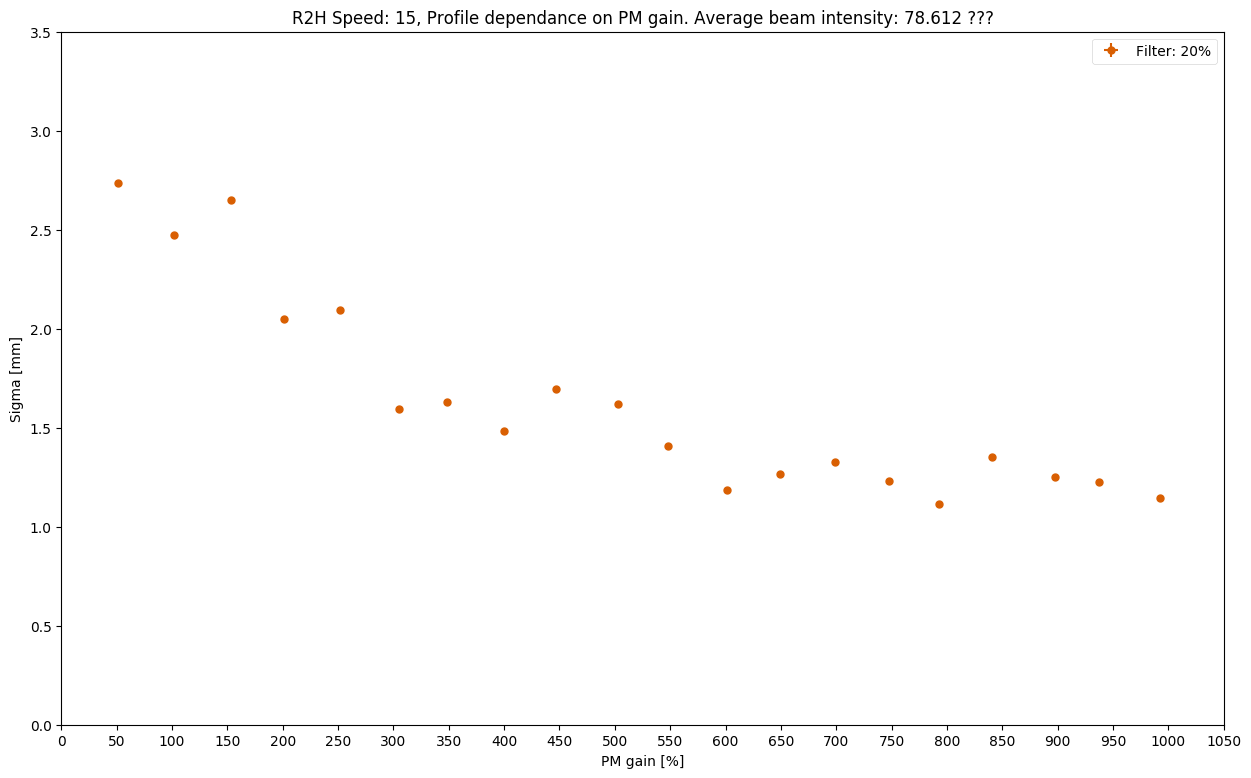 R2H Speed: 15, Profile dependance on PM gain. Average beam intensity: 78.612 ???
Filter: 20%
Sigma [mm]
3.5
3.0
2.5
2.0
1.5
1.0
0.5
0.0
0 50 100 150 200 250 300 350 400 450 500 550 600 650 700 750 800 850 900 950 1000 1050
PM gain [%]